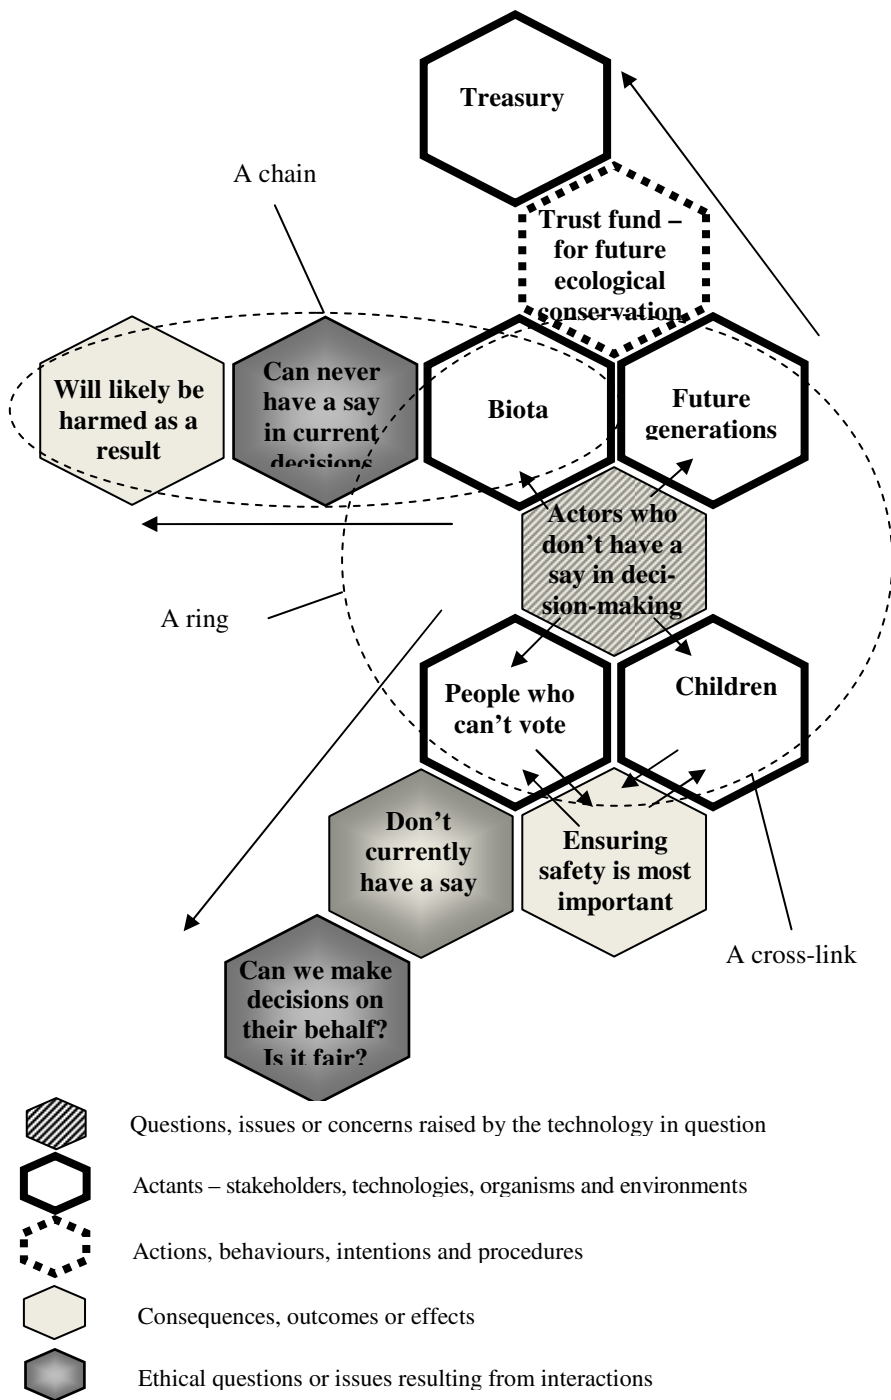 Treasury
A chain
Trust fund –
for future
ecological
conservation
Will likely be
harmed as a
result
Can never
have a say
in current
decisions
Biota
Future
generations
Actors who
don’t have a
say in deci-
sion-making
A ring
People who
can’t vote
Children
Don’t
currently
have a say
Ensuring
safety is most
important
A cross-link
Can we make
decisions on
their behalf?
Is it fair?
Questions, issues or concerns raised by the technology in question
Actants – stakeholders, technologies, organisms and environments
Actions, behaviours, intentions and procedures
Consequences, outcomes or effects
Ethical questions or issues resulting from interactions